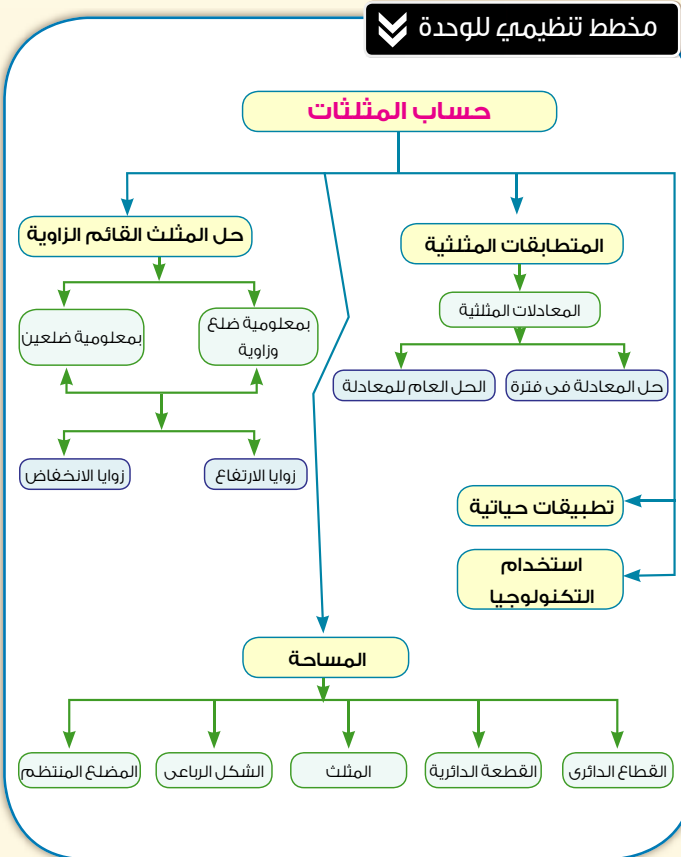 مخطط تنظيمي للوحدة
حساب المثلثات
المتطابقات المثلثية
حل المثلث القائم الزاوية
المعادلات المثلثية
بمعلومية ضلع
وزاوية
بمعلومية ضلعين
حل المعادلة فى فترة
الحل العام للمعادلة
زوايا الارتفاع
زوايا الانخفاض
تطبيقات حياتية
استخدام
التكنولوجيا
المساحة
القطاع الدائرى
القطعة الدائرية
المثلث
الشكل الرباعى
المضلع المنتظم